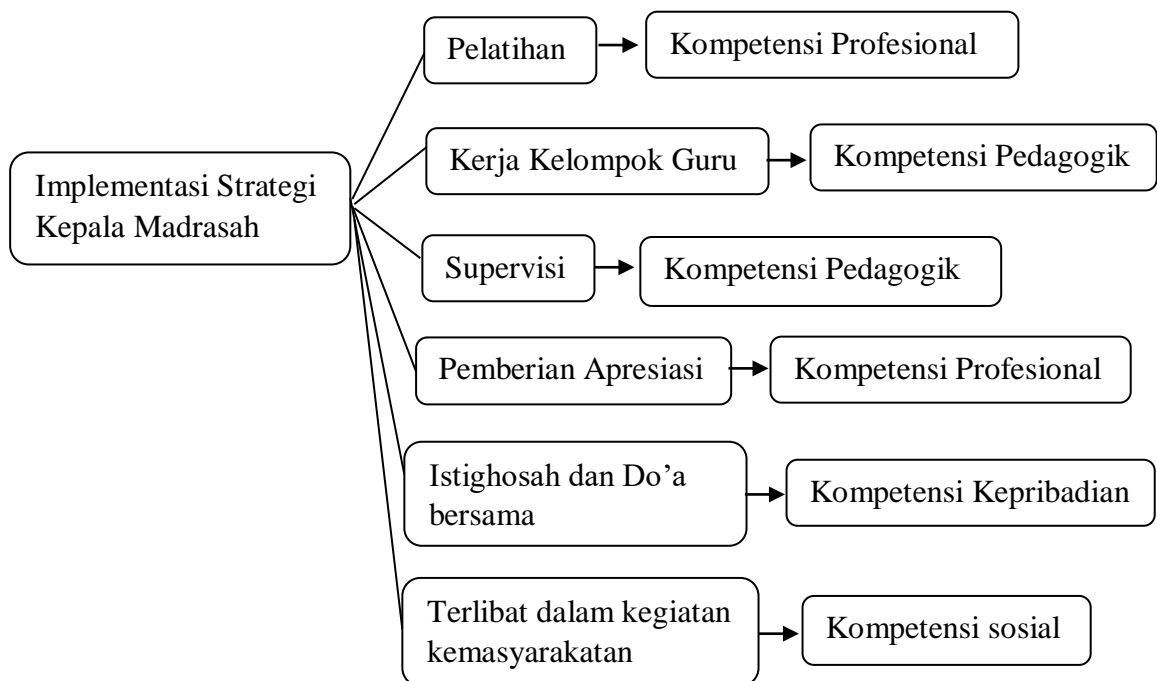 Pelatihan
Kompetensi Profesional
Kerja Kelompok Guru
Kompetensi Pedagogik
Implementasi Strategi
Kepala Madrasah
Supervisi
Kompetensi Pedagogik
Pemberian Apresiasi
Kompetensi Profesional
Istighosah dan Do’a
bersama
Kompetensi Kepribadian
Terlibat dalam kegiatan
kemasyarakatan
Kompetensi sosial